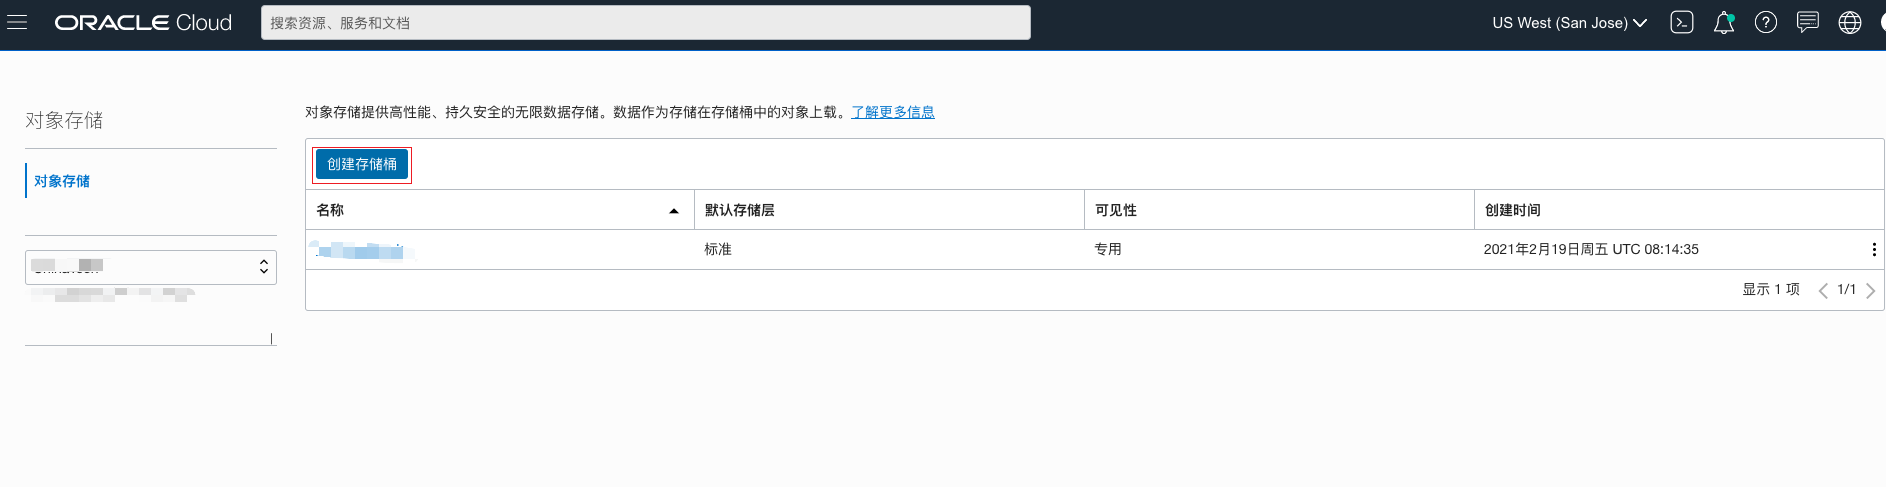 ORACLE Cloud
搜索资源、服务和文档
US West (San Jose)
对象存储
对象存储
对象存储提供高性能、持久安全的无限数据存储。数据作为存储在存储桶中的对象上载。了解更多信息
创建存储桶
名称 默认存储层 可见性 创建时间
标准 专用 2021年2月19日周五 UTC 08:14:35
显示 1 项 1/1